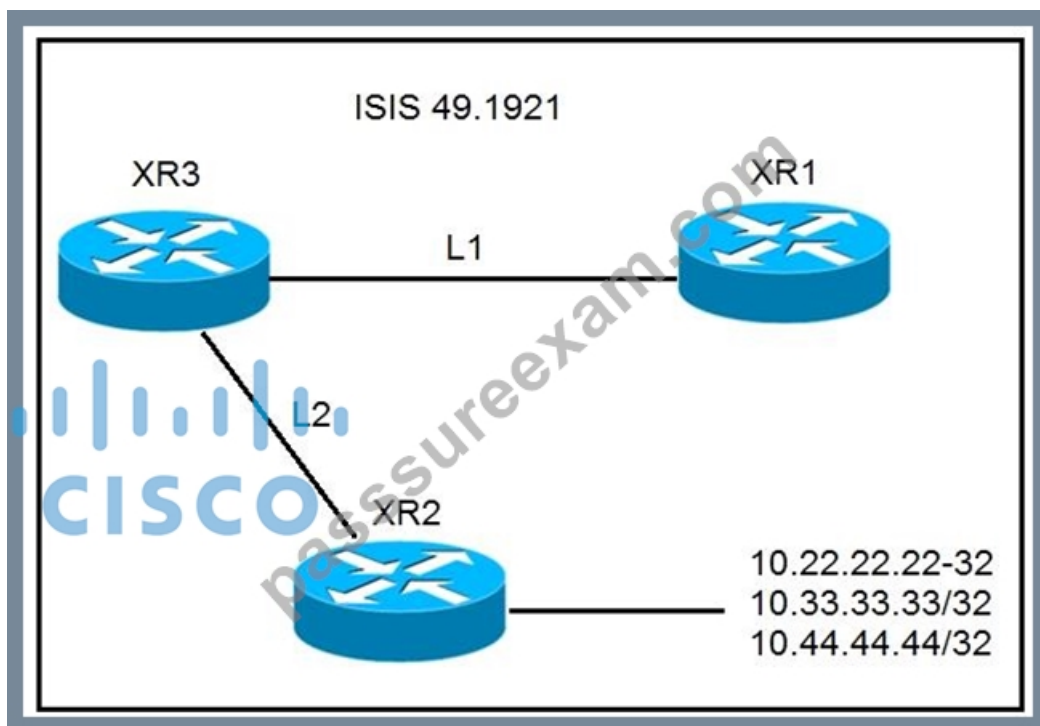 ISIS 49.1921
XR3
XR1
L1
L2
CISCO
XR2
10.22.22.22-32
10.33.33.33/32
10.44.44.44/32
passsureexam.com